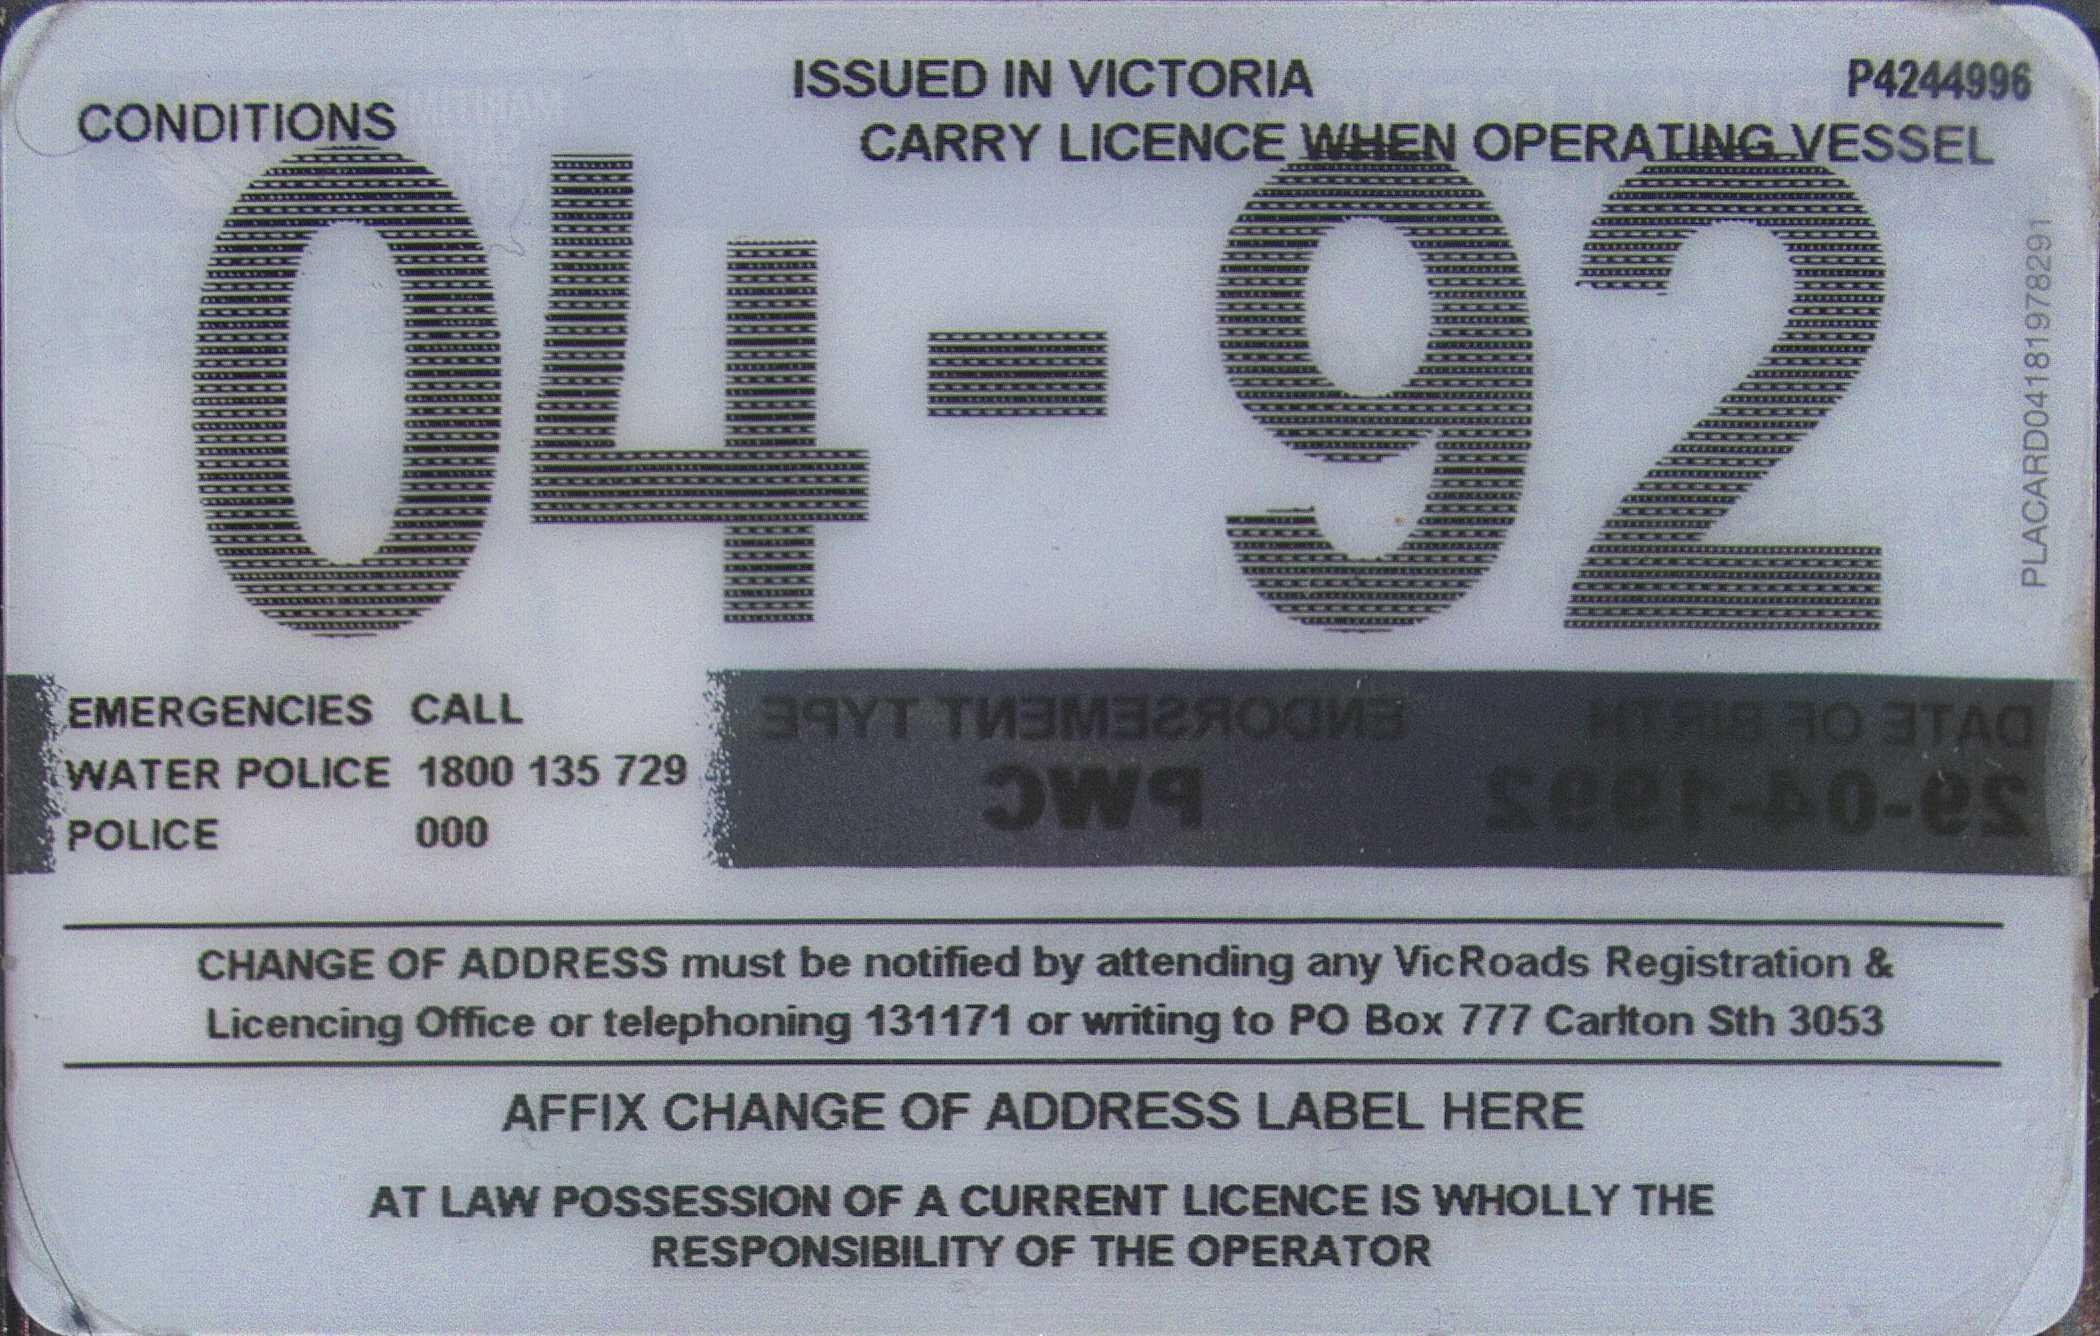 ISSUED IN VICTORIA
P4244996
CONDITIONS
CARRY LICENCE WHEN OPERATING VESSEL
04-92
PLACARD0418197829​1
EMERGENCIES CALL
WATER POLICE 1800 135 729
POLICE 000
ENDORSEMENT TYPE
PWC
DATE OF BIRTH
29-04-1992
CHANGE OF ADDRESS must be notified by attending any VicRoads Registration &
Licencing Office or telephoning 131171 or writing to PO Box 777 Carlton Sth 3053
AFFIX CHANGE OF ADDRESS LABEL HERE
AT LAW POSSESSION OF A CURRENT LICENCE IS WHOLLY THE
RESPONSIBILITY OF THE OPERATOR